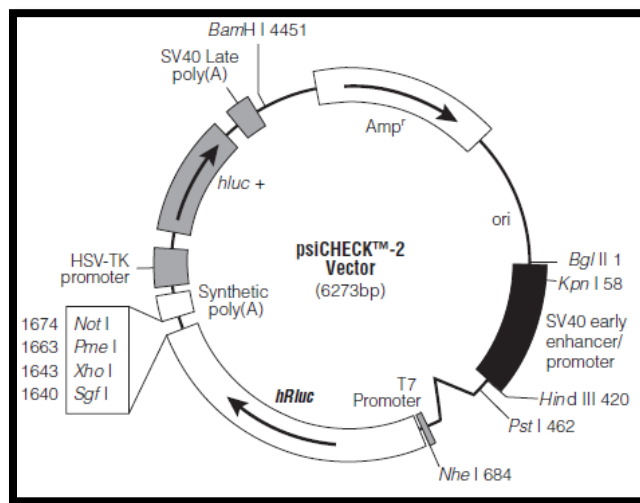 BamH I 4451
SV40 Late
poly(A)
Ampʳ
hluc +
ori
psiCHECK™-2
Vector
(6273bp)
HSV-TK
promoter
Synthetic
poly(A)
Bgl II 1
Kpn I 58
SV40 early
enhancer/
promoter
1674 Not I
1663 Pme I
1643 Xho I
1640 Sgf I
hRluc
T7
Promoter
Hind III 420
Pst I 462
Nhe I 684